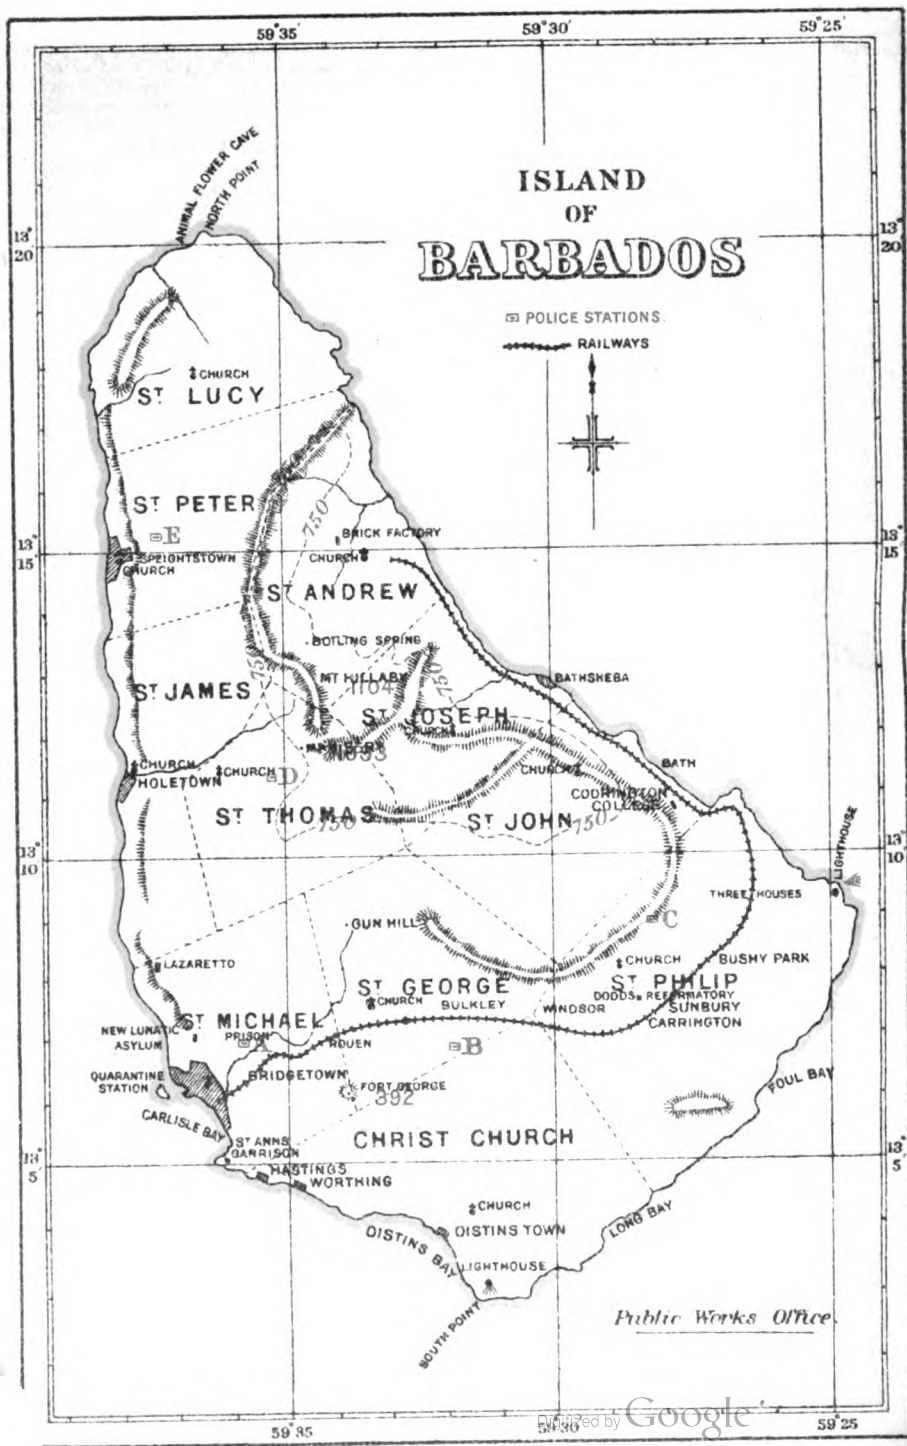 59°35′
59°30′
59°25′
ANIMAL FLOWER CAVE
NORTH POINT
ISLAND
OF
BARBADOS
13°
20′
13°
20
POLICE STATIONS.
RAILWAYS
CHURCH
ST LUCY
ST PETER
E
750
BRICK FACTORY
CHURCH
13°
15′
SPEIGHTSTOWN
CHURCH
13°
15
ST ANDREW
BOILING SPRING
750
MT HILLABY
1104
750
BATHSHEBA
ST JAMES
ST JOSEPH
CHURCH
CHURCH
HOLETOWN
CHURCH
D
CHURCH
BATH
CODRINGTON
COLLEGE
ST THOMAS
750
ST JOHN
750
LIGHTHOUSE
13°
10
13°
10
THREE HOUSES
GUN HILL
C
LAZARETTO
CHURCH
BUSHY PARK
ST GEORGE
CHURCH
BULKLEY
ST PHILIP
DODDS REFORMATORY
WINDSOR
SUNBURY
CARRINGTON
ST MICHAEL
NEW LUNATIC
ASYLUM
PRISON
A
ROUEN
B
QUARANTINE
STATION
BRIDGETOWN
FORT GEORGE
392
FOUL BAY
CARLISLE BAY
CHRIST CHURCH
ST ANNS
GARRISON
13°
5′
13°
5′
HASTINGS
WORTHING
CHURCH
OISTINS TOWN
LONG BAY
OISTINS BAY
LIGHTHOUSE
SOUTH POINT
Public Works Office.
Digitized by Google
59°35
59°30
59°25